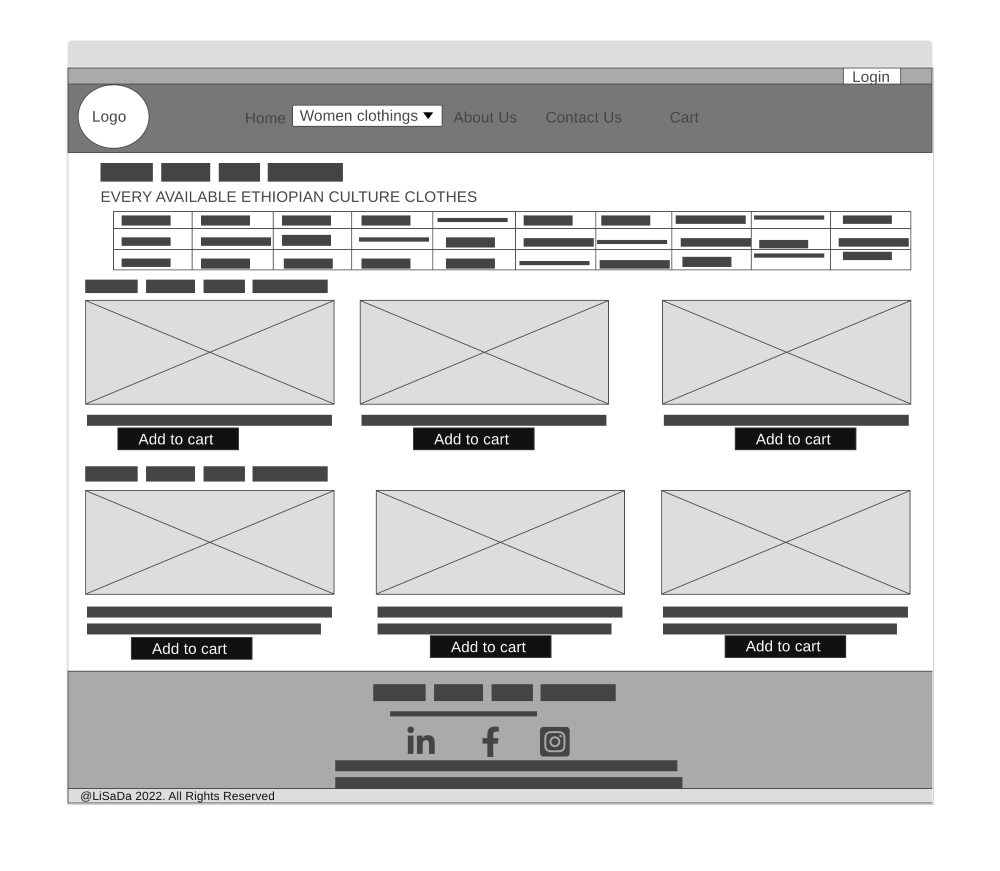 Login
Logo
Home Women clothings About Us Contact Us Cart
EVERY AVAILABLE ETHIOPIAN CULTURE CLOTHES
Add to cart Add to cart Add to cart
Add to cart Add to cart Add to cart
in f
@LiSaDa 2022. All Rights Reserved